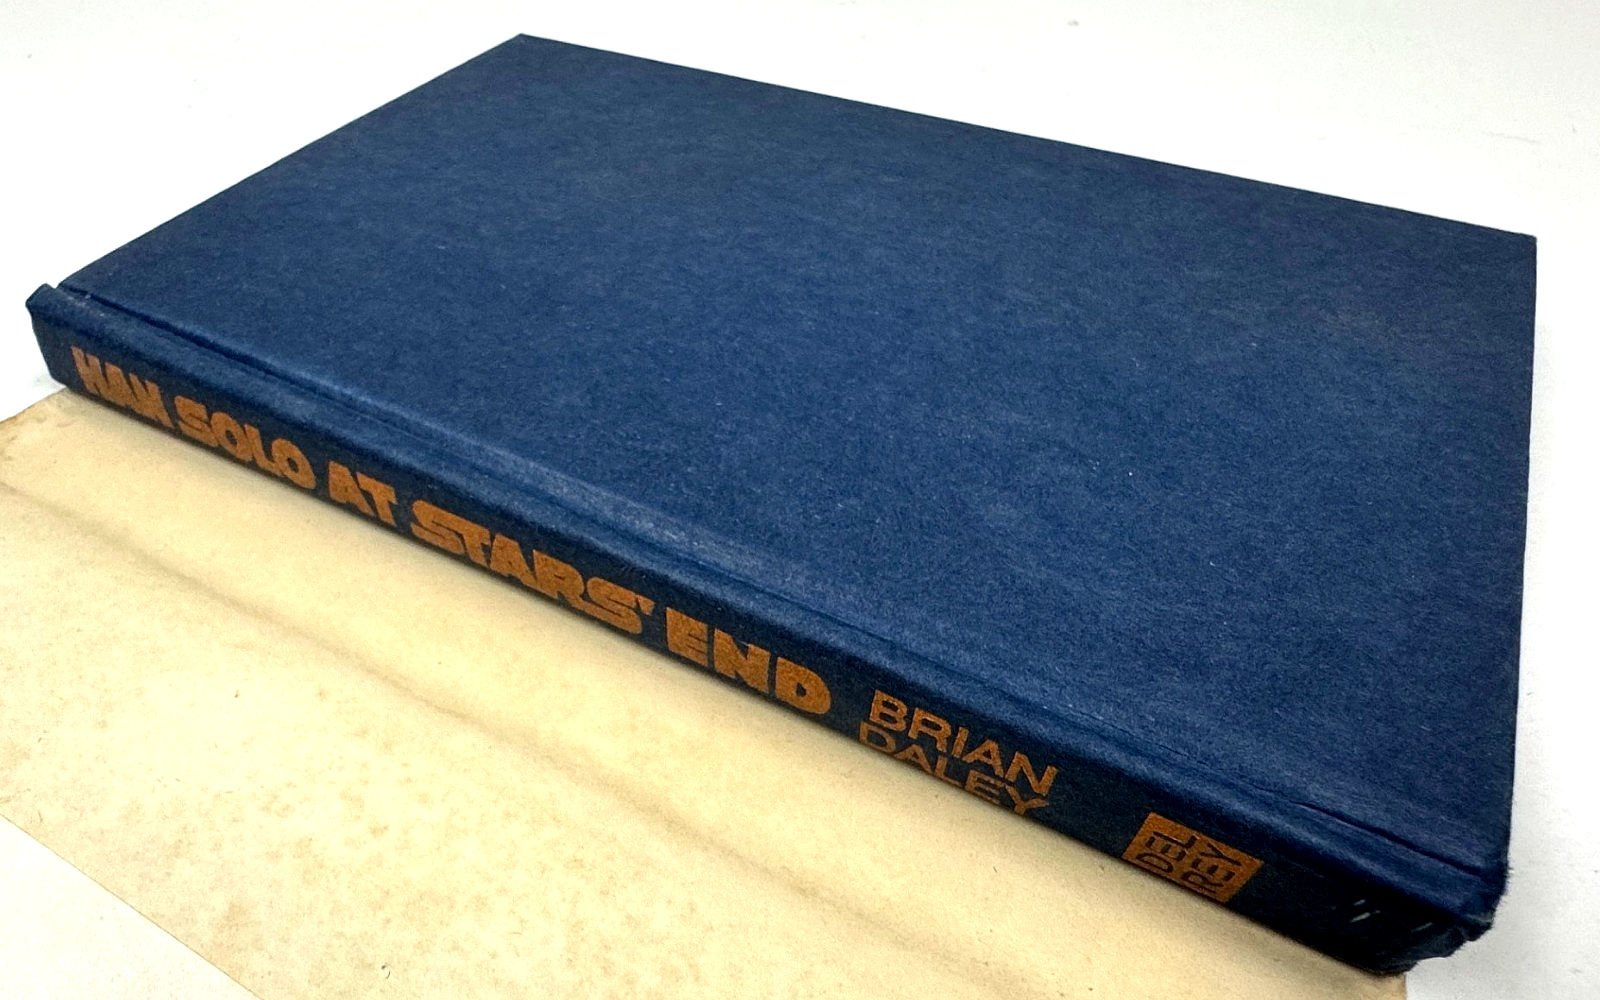 HAN SOLO AT STARS' END
BRIAN
DALEY
DEL
REY